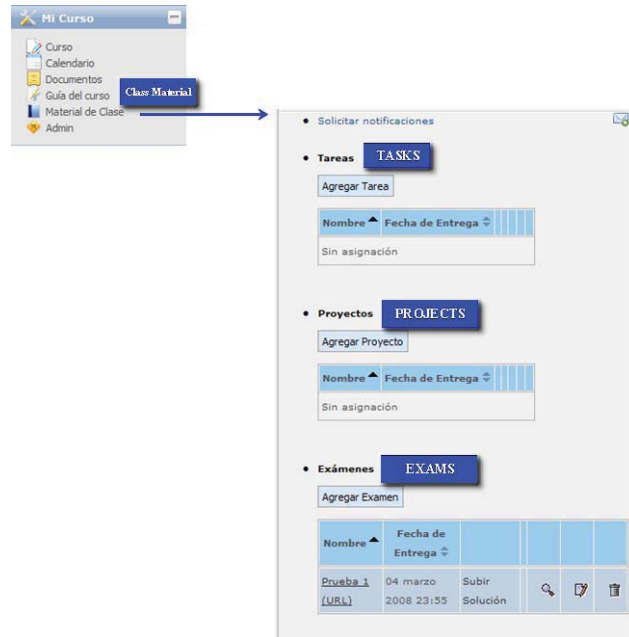 Mi Curso
Curso
Calendario
Documentos
Guía del curso
Class Material
Material de Clase
Admin
Solicitar notificaciones
Tareas TASKS
Agregar Tarea
Nombre Fecha de Entrega
Sin asignación
Proyectos PROJECTS
Agregar Proyecto
Nombre Fecha de Entrega
Sin asignación
Exámenes EXAMS
Agregar Examen
Nombre Fecha de
Entrega
Prueba 1 04 marzo Subir
(URL) 2008 23:55 Solución